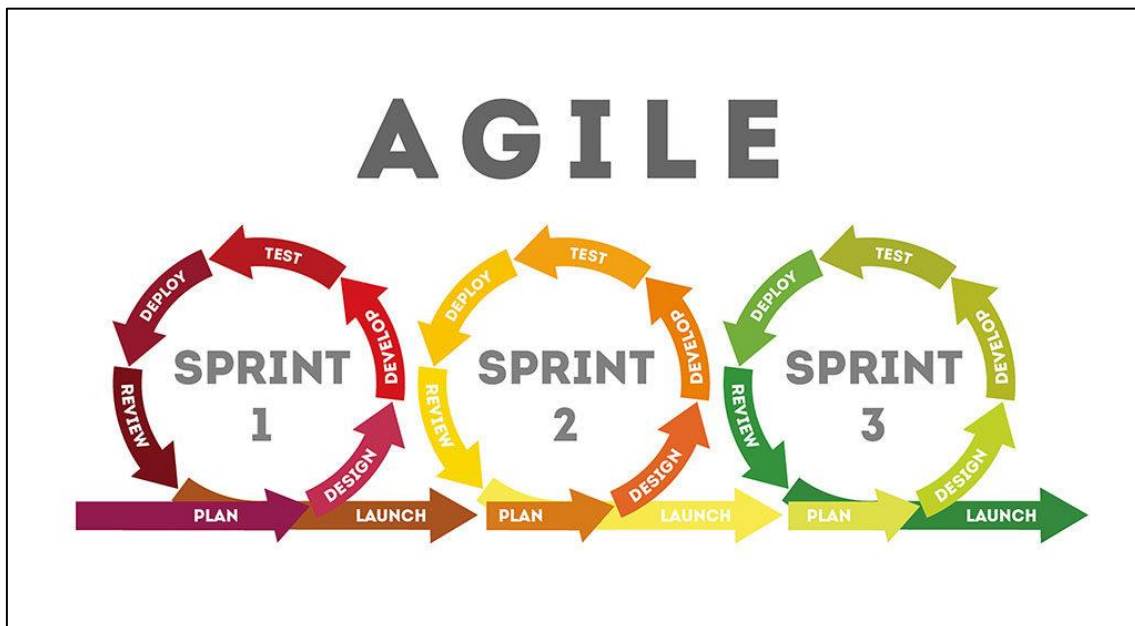 AGILE
TEST
DEPLOY
DEVELOP
SPRINT
1
REVIEW
DESIGN
PLAN
LAUNCH
TEST
DEPLOY
DEVELOP
SPRINT
2
REVIEW
DESIGN
PLAN
LAUNCH
TEST
DEPLOY
DEVELOP
SPRINT
3
REVIEW
DESIGN
PLAN
LAUNCH